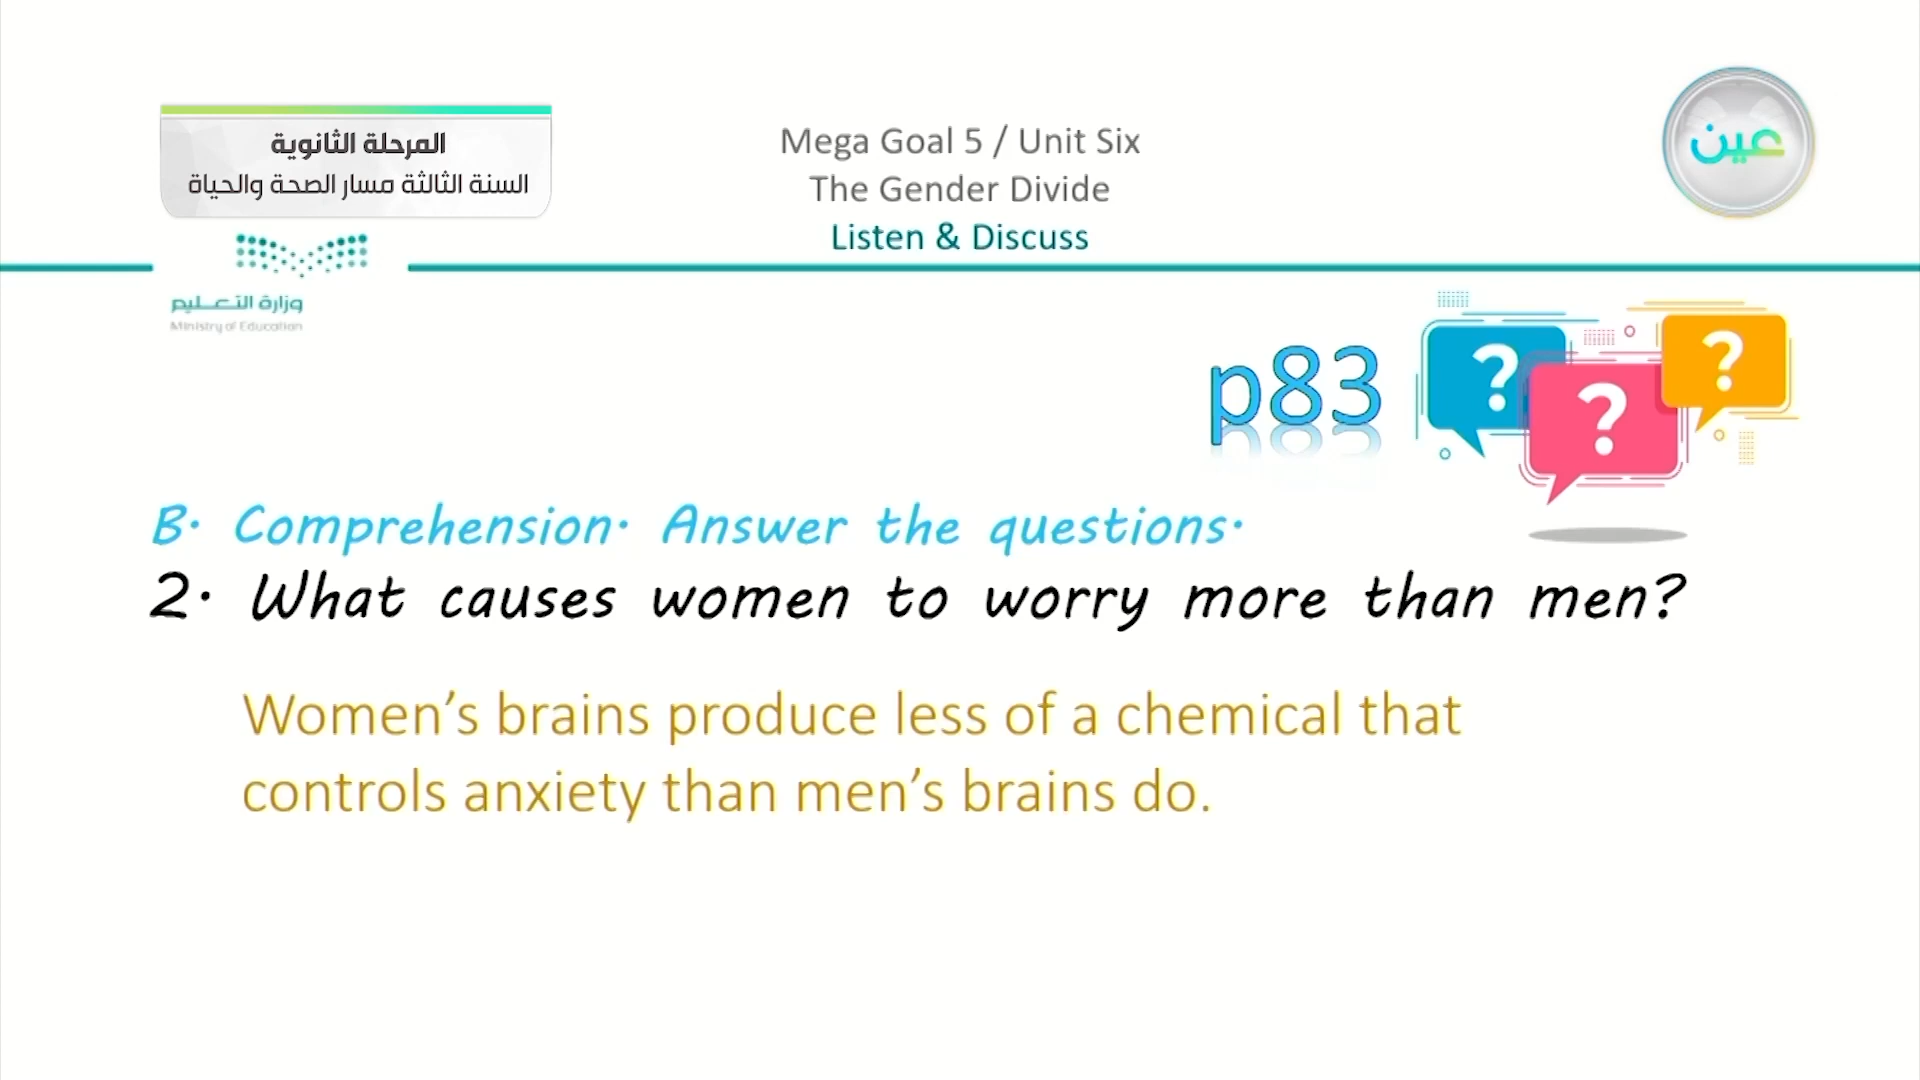 المرحلة الثانوية
السنة الثالثة مسار الصحة والحياة
Mega Goal 5 / Unit Six
The Gender Divide
Listen & Discuss
عين
وزارة التعليم
Ministry of Education
p83
? ? ?
B. Comprehension. Answer the questions.
2. What causes women to worry more than men?
Women’s brains produce less of a chemical that
controls anxiety than men’s brains do.